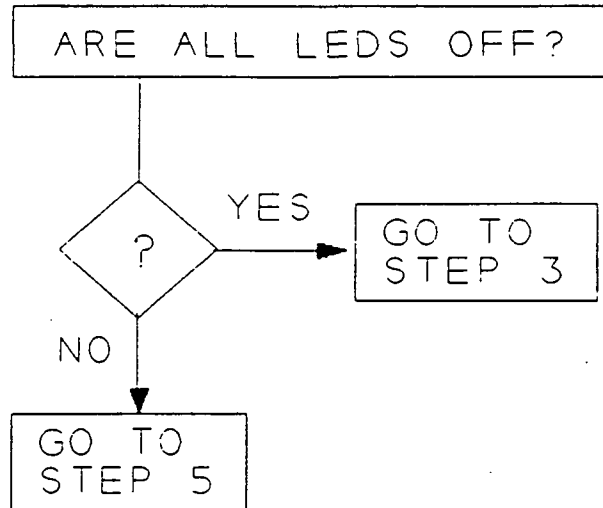 ARE ALL LEDS OFF?
YES
?
GO TO
STEP 3
NO
GO TO
STEP 5